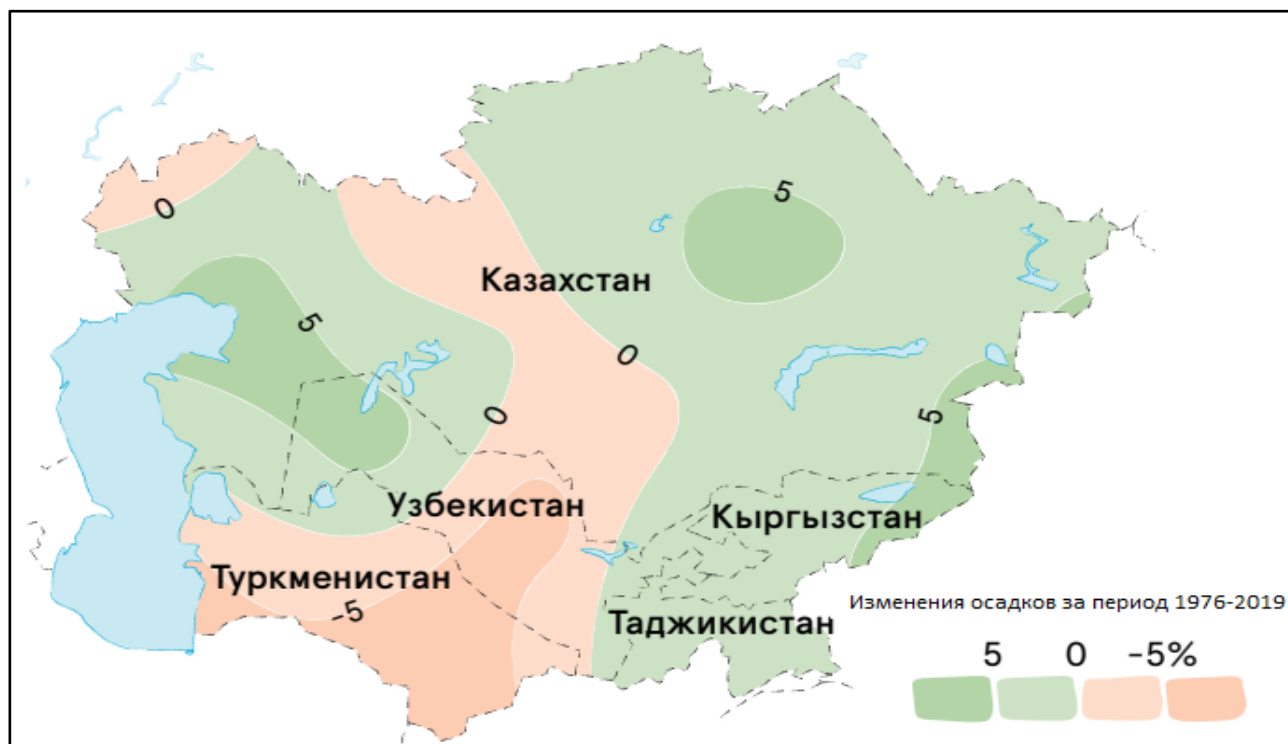 5
0
Казахстан
5
0
0
5
Узбекистан
Кыргызстан
Туркменистан
-5
Таджикистан
Изменения осадков за период 1976-2019
5 0 -5%